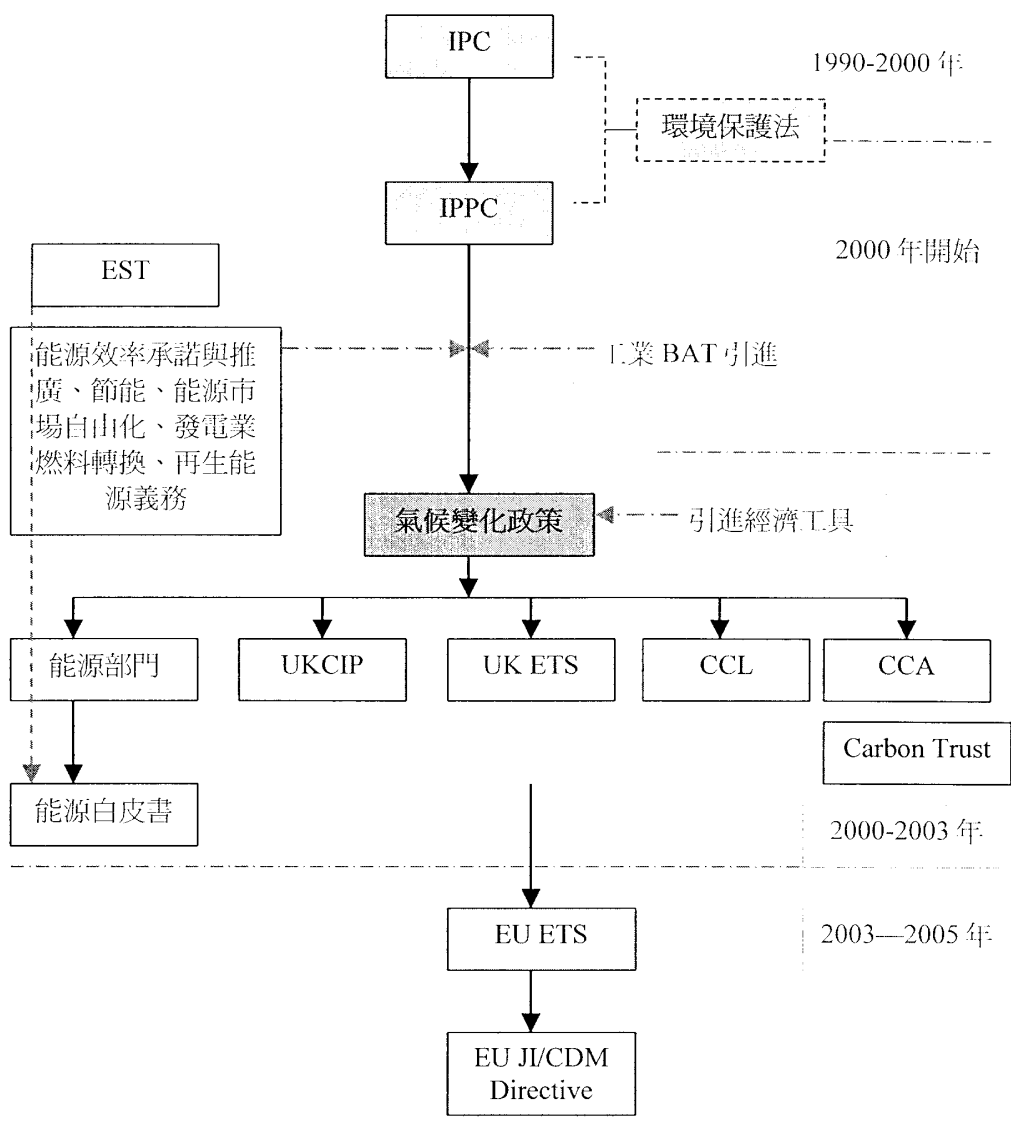 IPC
1990-2000 年
環境保護法
IPPC
2000 年開始
EST
能源效率承諾與推
廣、節能、能源市
場自由化、發電業
燃料轉換、再生能
源義務
工業 BAT 引進
氣候變化政策
引進經濟工具
能源部門
UKCIP
UK ETS
CCL
CCA
Carbon Trust
能源白皮書
2000-2003 年
EU ETS
2003—2005 年
EU JI/CDM
Directive